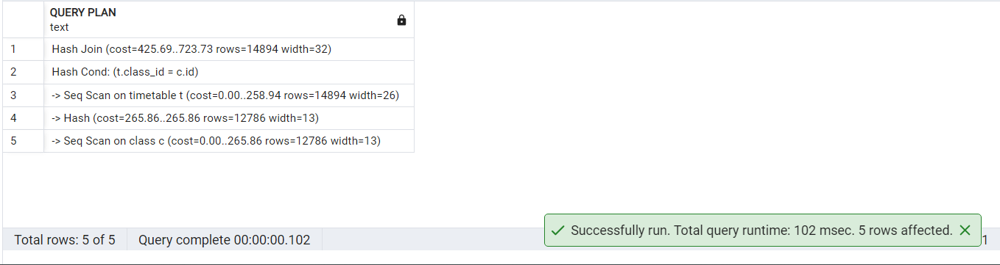 QUERY PLAN
text
1 Hash Join (cost=425.69..723.73 rows=14894 width=32)
2 Hash Cond: (t.class_id = c.id)
3 -> Seq Scan on timetable t (cost=0.00..258.94 rows=14894 width=26)
4 -> Hash (cost=265.86..265.86 rows=12786 width=13)
5 -> Seq Scan on class c (cost=0.00..265.86 rows=12786 width=13)
Successfully run. Total query runtime: 102 msec. 5 rows affected.
Total rows: 5 of 5 Query complete 00:00:00.102 1